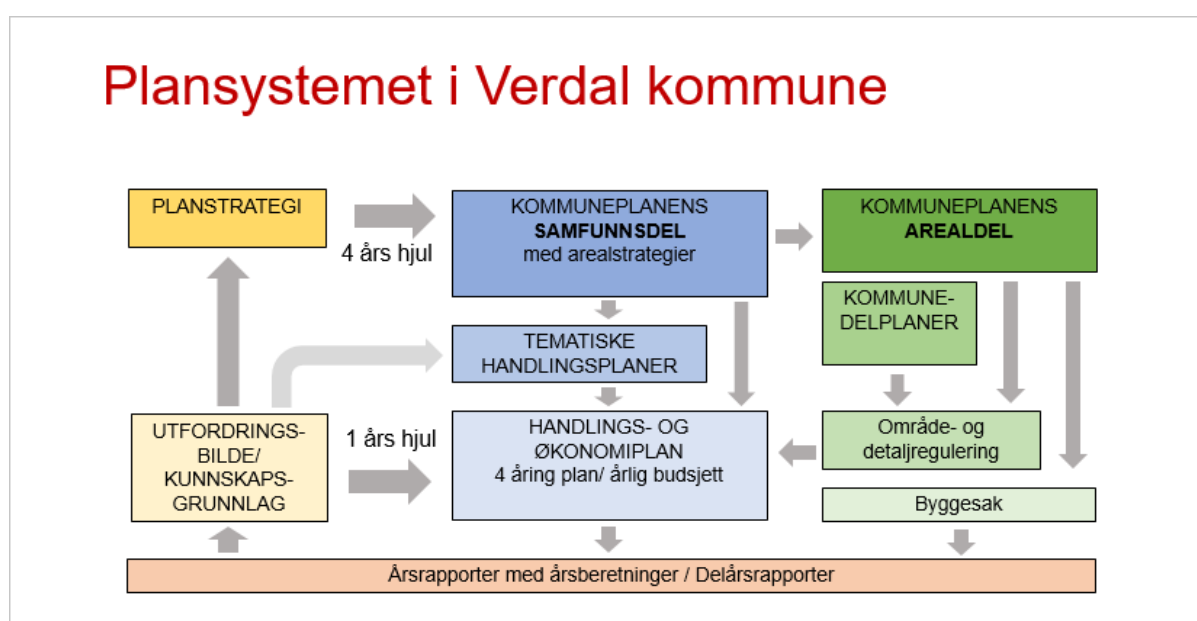 Plansystemet i Verdal kommune
PLANSTRATEGI
4 års hjul
KOMMUNEPLANENS
SAMFUNNSDEL
med arealstrategier
KOMMUNEPLANENS
AREALDEL
KOMMUNE-
DELPLANER
TEMATISKE
HANDLINGSPLANER
UTFORDRINGS-
BILDE/
KUNNSKAPS-
GRUNNLAG
1 års hjul
HANDLINGS- OG
ØKONOMIPLAN
4 åring plan/ årlig budsjett
Område- og
detaljregulering
Byggesak
Årsrapporter med årsberetninger / Delårsrapporter